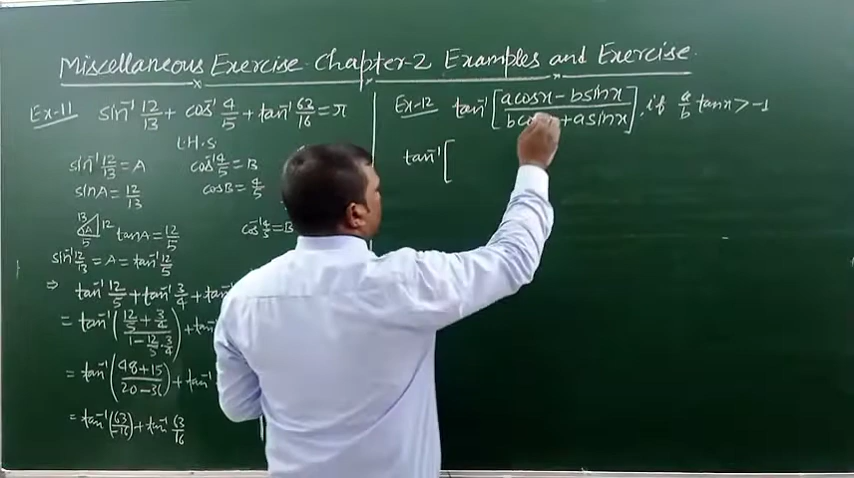 Miscellaneous Exercise Chapter-2 Examples and Exercise
Ex-11 sin⁻¹ 12/13 + cos⁻¹ 4/5 + tan⁻¹ 63/16 = π
L.H.S
sin⁻¹ 12/13 = A cos⁻¹ 4/5 = B
sinA = 12/13 cosB = 4/5
13 12 A 5 tanA = 12/5 cos⁻¹ 4/5 = B
sin⁻¹ 12/13 = A = tan⁻¹ 12/5
⇒ tan⁻¹ 12/5 + tan⁻¹ 3/4 + tan⁻¹
= tan⁻¹ ( (12/5 + 3/4) / (1 - 12/5 · 3/4) ) + tan⁻¹
= tan⁻¹ ( (48+15) / (20-36) ) + tan⁻¹
= tan⁻¹ (63/-16) + tan⁻¹ 63/16
Ex-12 tan⁻¹ [ (a cosx - b sinx) / (b + a sinx) ], if a/b tanx > -1
tan⁻¹ [